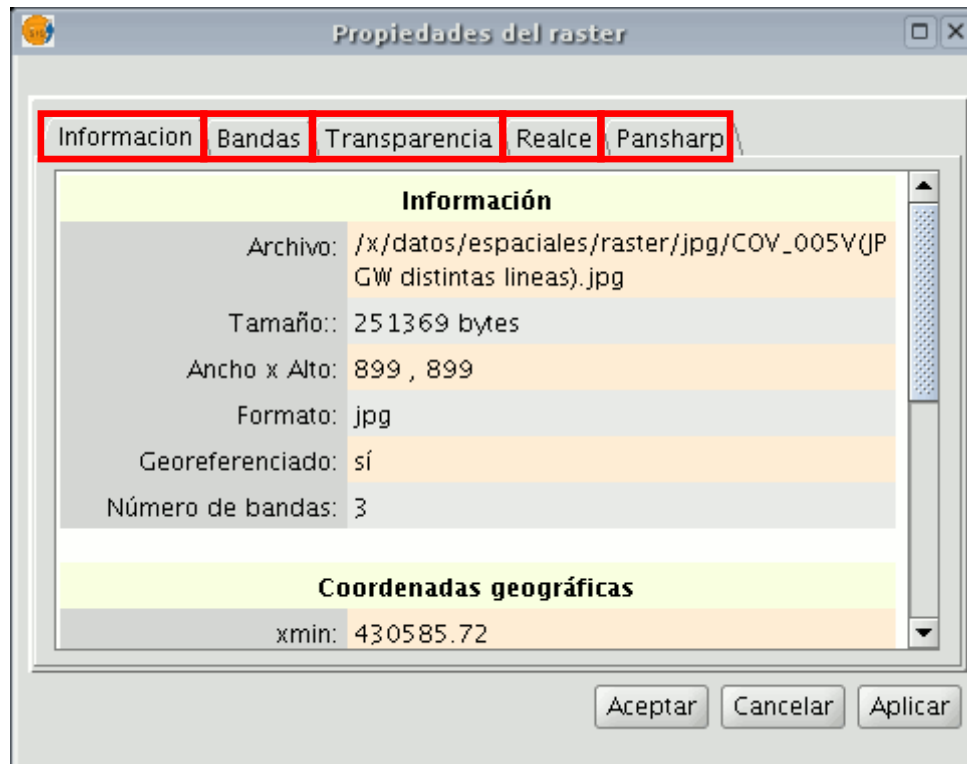 Propiedades del raster
Informacion Bandas Transparencia Realce Pansharp
Información
Archivo: /x/datos/espaciales/raster/jpg/COV_005V(JP
GW distintas lineas).jpg
Tamaño:: 251369 bytes
Ancho x Alto: 899 , 899
Formato: jpg
Georeferenciado: sí
Número de bandas: 3
Coordenadas geográficas
xmin: 430585.72
Aceptar Cancelar Aplicar